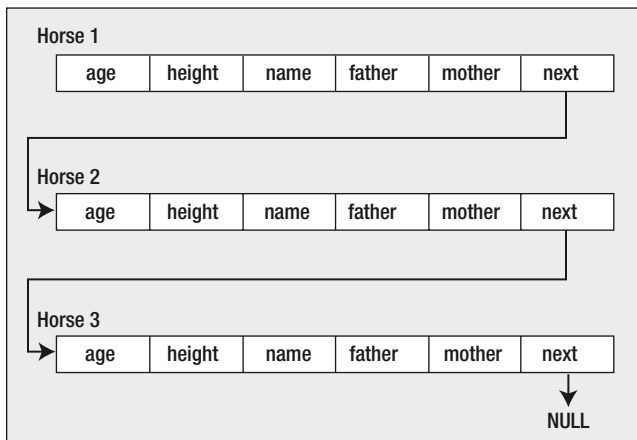 Horse 1
age height name father mother next
Horse 2
age height name father mother next
Horse 3
age height name father mother next
NULL